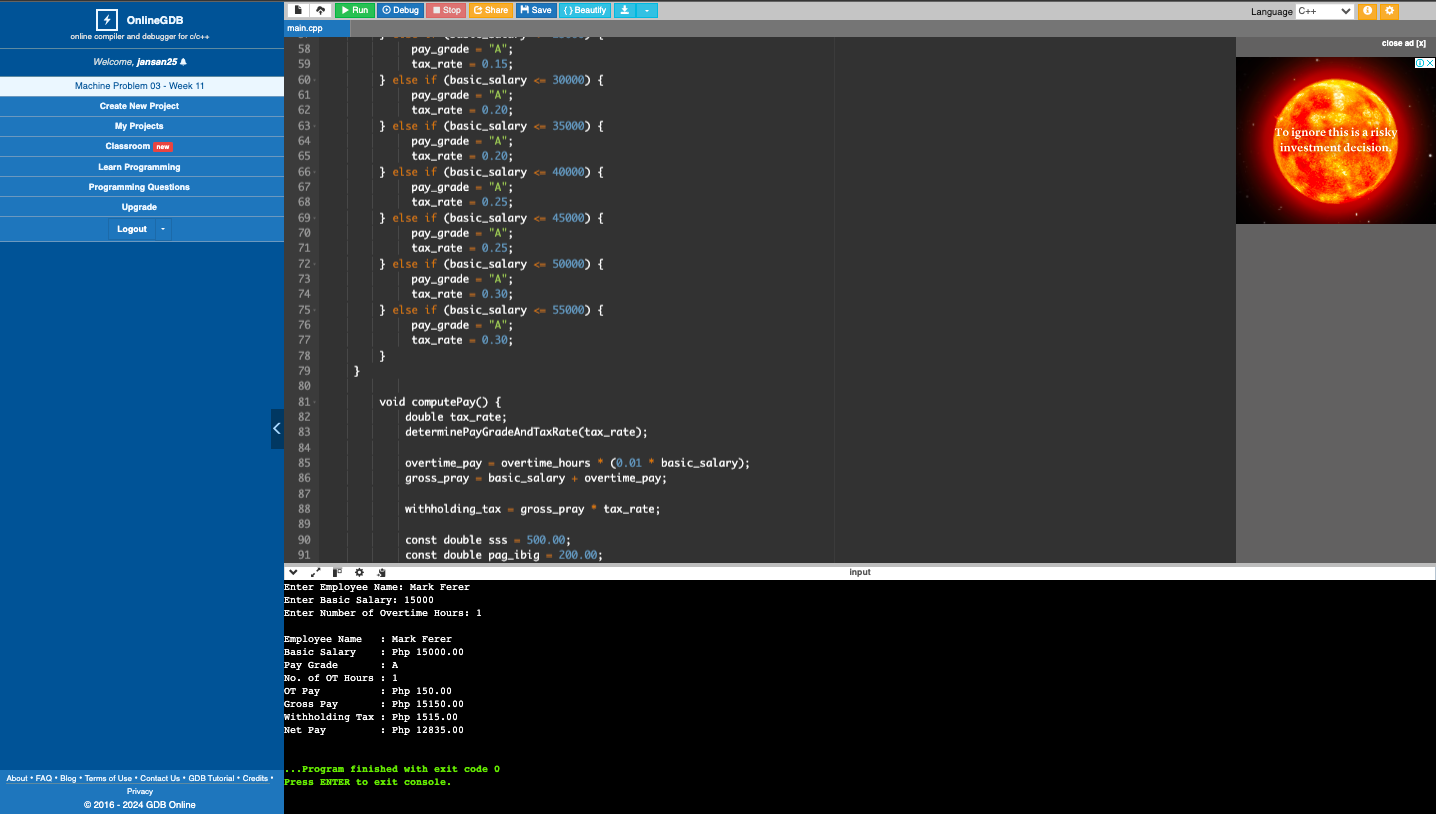 OnlineGDB
online compiler and debugger for c/c++
Welcome, jansan25
Machine Problem 03 - Week 11
Create New Project
My Projects
Classroom new
Learn Programming
Programming Questions
Upgrade
Logout
About • FAQ • Blog • Terms of Use • Contact Us • GDB Tutorial • Credits •
Privacy
© 2016 - 2024 GDB Online
Run Debug Stop Share Save {} Beautify
Language C++
main.cpp
58 pay_grade = "A";
59 tax_rate = 0.15;
60 } else if (basic_salary <= 30000) {
61 pay_grade = "A";
62 tax_rate = 0.20;
63 } else if (basic_salary <= 35000) {
64 pay_grade = "A";
65 tax_rate = 0.20;
66 } else if (basic_salary <= 40000) {
67 pay_grade = "A";
68 tax_rate = 0.25;
69 } else if (basic_salary <= 45000) {
70 pay_grade = "A";
71 tax_rate = 0.25;
72 } else if (basic_salary <= 50000) {
73 pay_grade = "A";
74 tax_rate = 0.30;
75 } else if (basic_salary <= 55000) {
76 pay_grade = "A";
77 tax_rate = 0.30;
78 }
79 }
80
81 void computePay() {
82 double tax_rate;
83 determinePayGradeAndTaxRate(tax_rate);
84
85 overtime_pay = overtime_hours * (0.01 * basic_salary);
86 gross_pray = basic_salary + overtime_pay;
87
88 withholding_tax = gross_pray * tax_rate;
89
90 const double sss = 500.00;
91 const double pag_ibig = 200.00;
close ad [x]
To ignore this is a risky
investment decision.
input
Enter Employee Name: Mark Ferer
Enter Basic Salary: 15000
Enter Number of Overtime Hours: 1
Employee Name : Mark Ferer
Basic Salary : Php 15000.00
Pay Grade : A
No. of OT Hours : 1
OT Pay : Php 150.00
Gross Pay : Php 15150.00
Withholding Tax : Php 1515.00
Net Pay : Php 12835.00
...Program finished with exit code 0
Press ENTER to exit console.